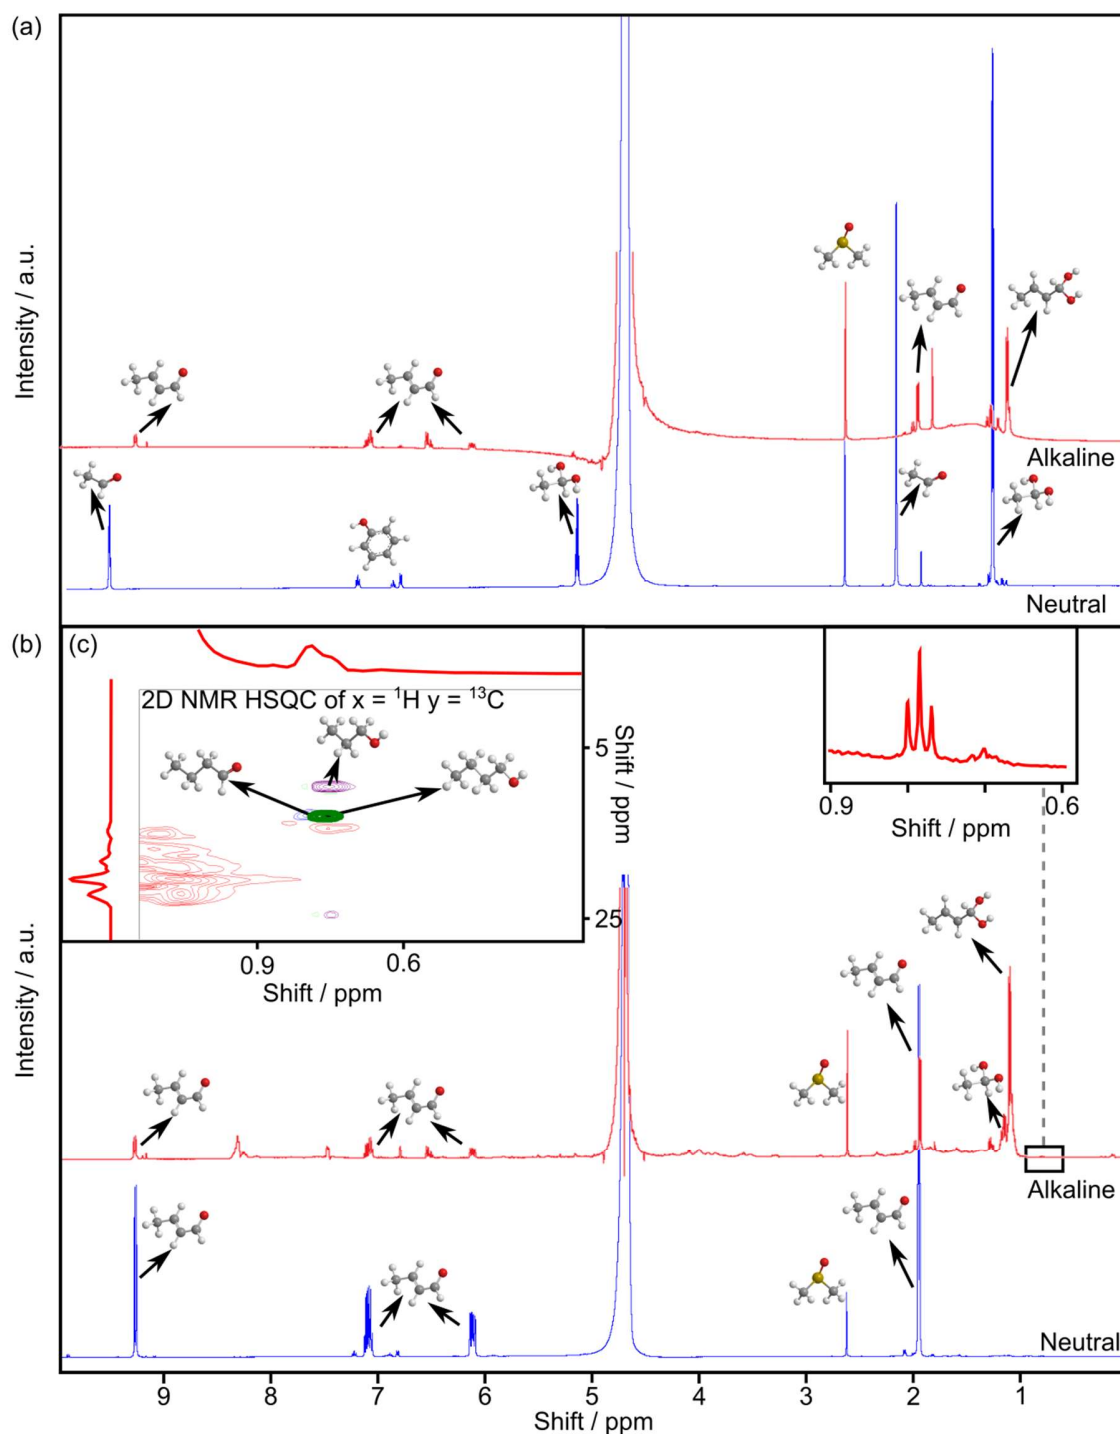 (a)
Intensity / a.u.
Alkaline
Neutral
(b)
(c)
2D NMR HSQC of x = ¹H y = ¹³C
5
Shift / ppm
25
0.9
0.6
Shift / ppm
0.9
0.6
Shift / ppm
Intensity / a.u.
Alkaline
Neutral
9
8
7
6
5
4
3
2
1
Shift / ppm